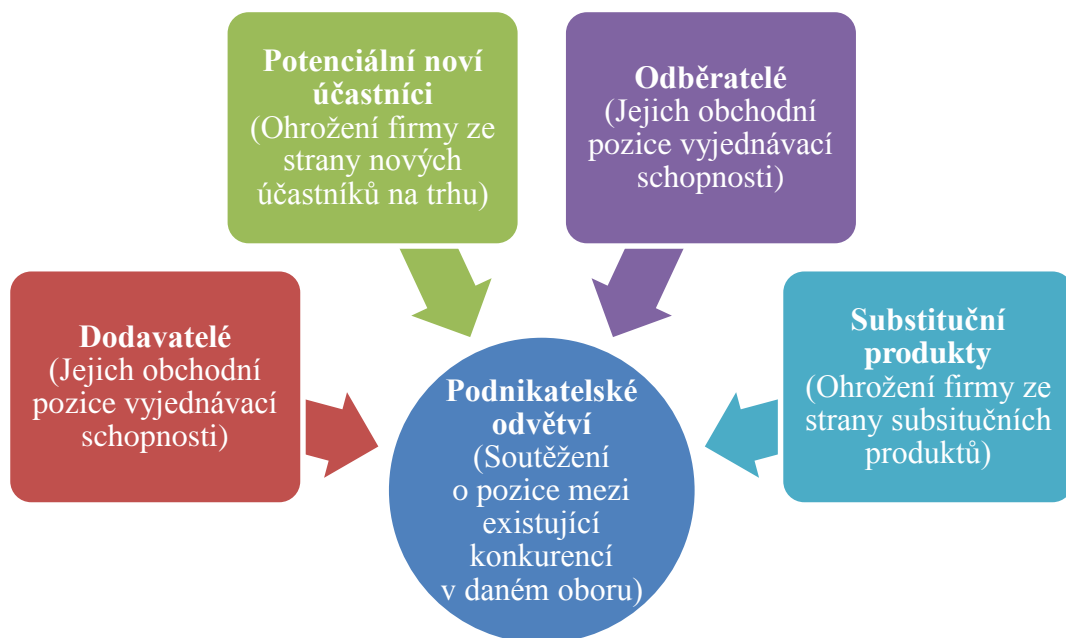 Potenciální noví
účastníci
(Ohrožení firmy ze
strany nových
účastníků na trhu)
Odběratelé
(Jejich obchodní
pozice vyjednávací
schopnosti)
Dodavatelé
(Jejich obchodní
pozice vyjednávací
schopnosti)
Substituční
produkty
(Ohrožení firmy ze
strany subsitučních
produktů)
Podnikatelské
odvětví
(Soutěžení
o pozice mezi
existující
konkurencí
v daném oboru)